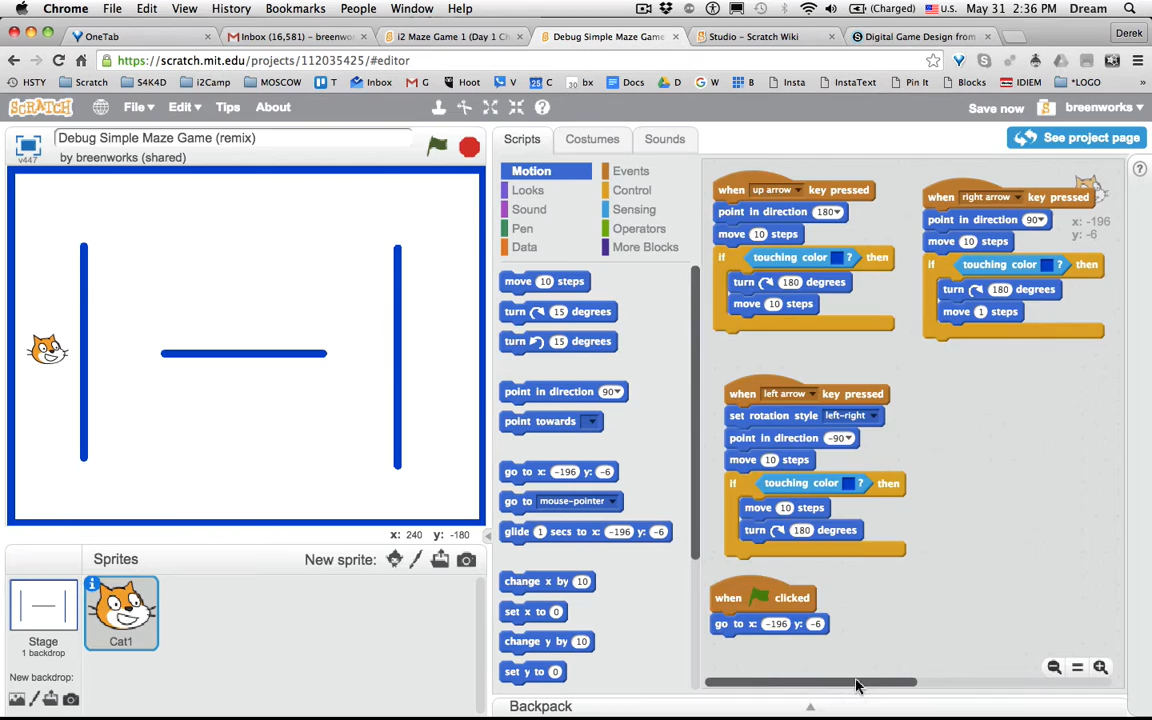 Chrome File Edit View History Bookmarks People Window Help (Charged) U.S. May 31 2:36 PM Dream
OneTab Inbox (16,581) – breenwo i2 Maze Game 1 (Day 1 Ch Debug Simple Maze Game Studio – Scratch Wiki Digital Game Design from Derek
https://scratch.mit.edu/projects/112035425/#editor
HSTY Scratch S4K4D i2Camp MOSCOW T Inbox G Hoot V C bx Docs D W B Insta InstaText Pin It Blocks IDIEM *LOGO
SCRATCH File Edit Tips About Save now breenworks
v447
Debug Simple Maze Game (remix)
by breenworks (shared)
Scripts Costumes Sounds See project page
Motion Events
Looks Control
Sound Sensing
Pen Operators
Data More Blocks
move 10 steps
turn 15 degrees
turn 15 degrees
point in direction 90
point towards
go to x: -196 y: -6
go to mouse-pointer
glide 1 secs to x: -196 y: -6
change x by 10
set x to 0
change y by 10
set y to 0
when up arrow key pressed
point in direction 180
move 10 steps
if touching color ? then
turn 180 degrees
move 10 steps
when right arrow key pressed
point in direction 90
move 10 steps
if touching color ? then
turn 180 degrees
move 1 steps
x: -196
y: -6
when left arrow key pressed
set rotation style left-right
point in direction -90
move 10 steps
if touching color ? then
move 10 steps
turn 180 degrees
when clicked
go to x: -196 y: -6
x: 240 y: -180
Sprites New sprite:
Stage
1 backdrop
Cat1
New backdrop:
Backpack